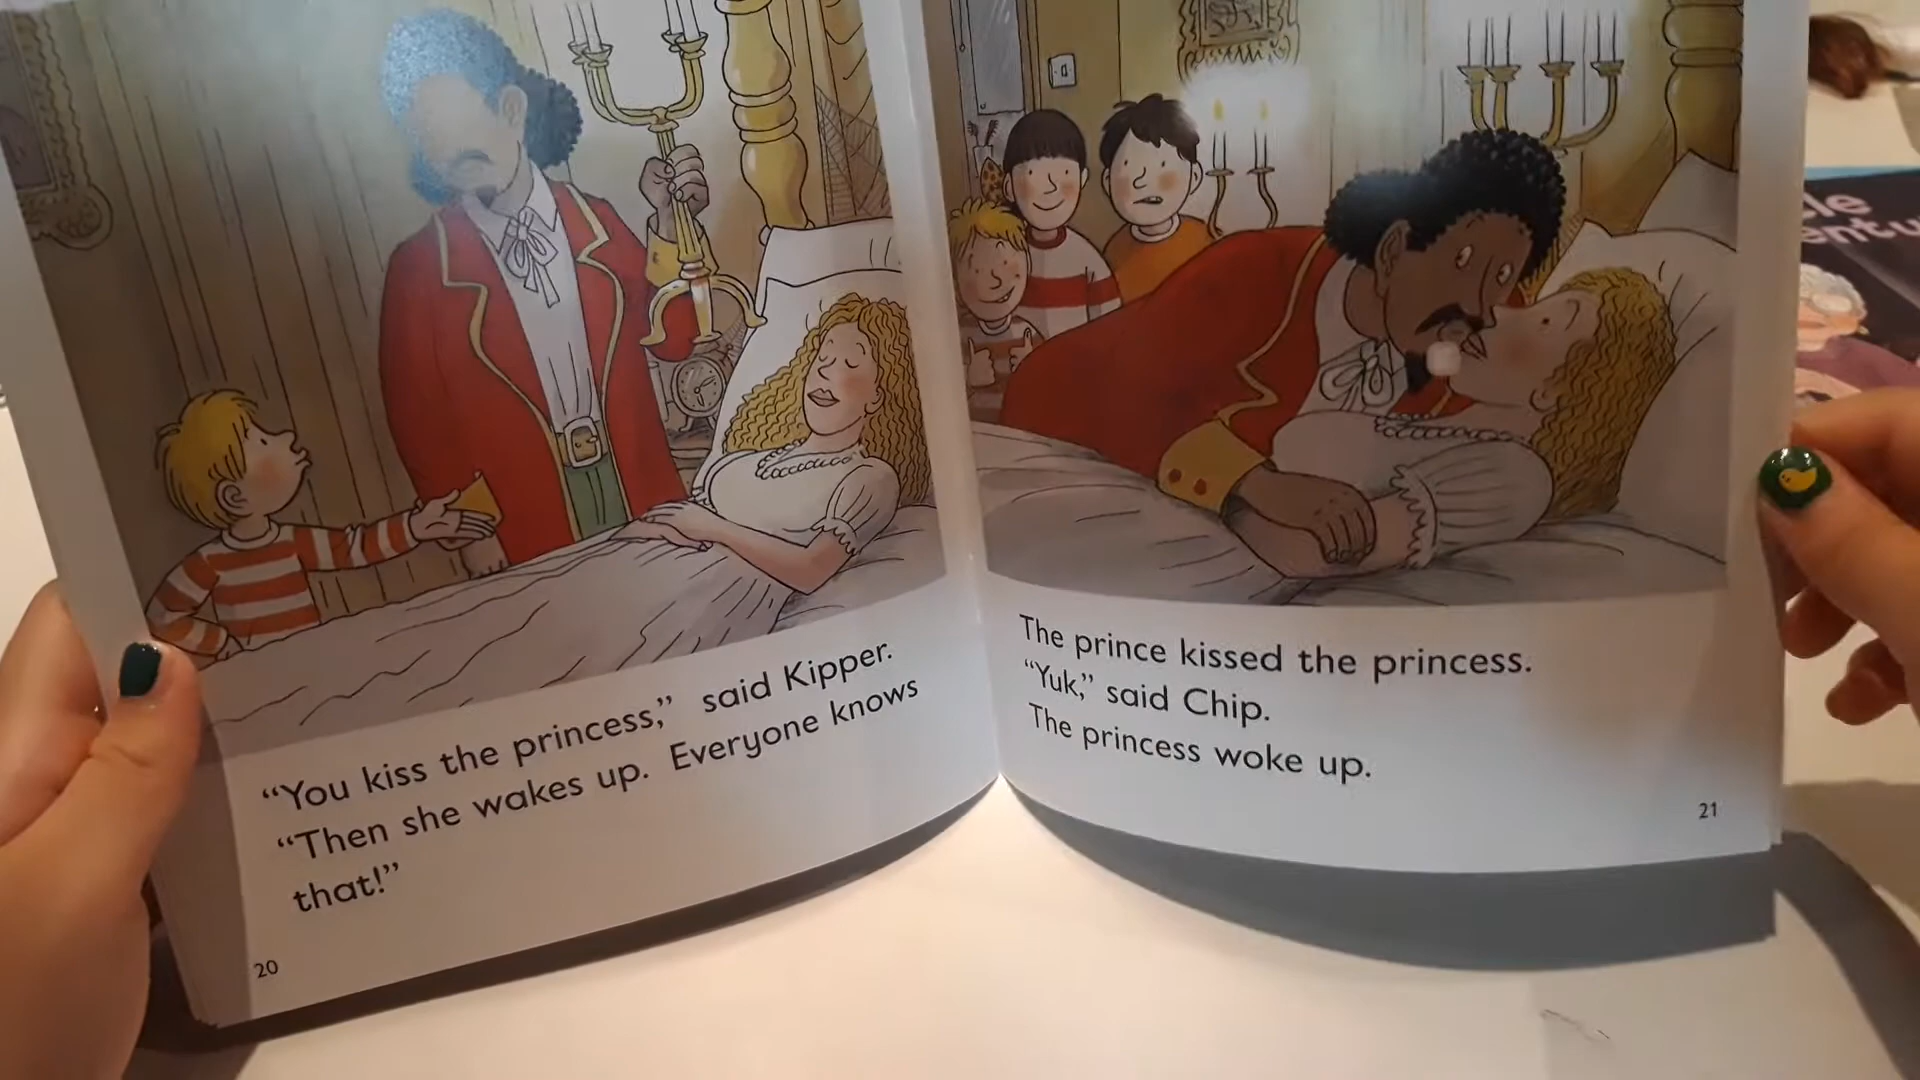 “You kiss the princess,” said Kipper.
“Then she wakes up. Everyone knows
that!”
20
The prince kissed the princess.
“Yuk,” said Chip.
The princess woke up.
21